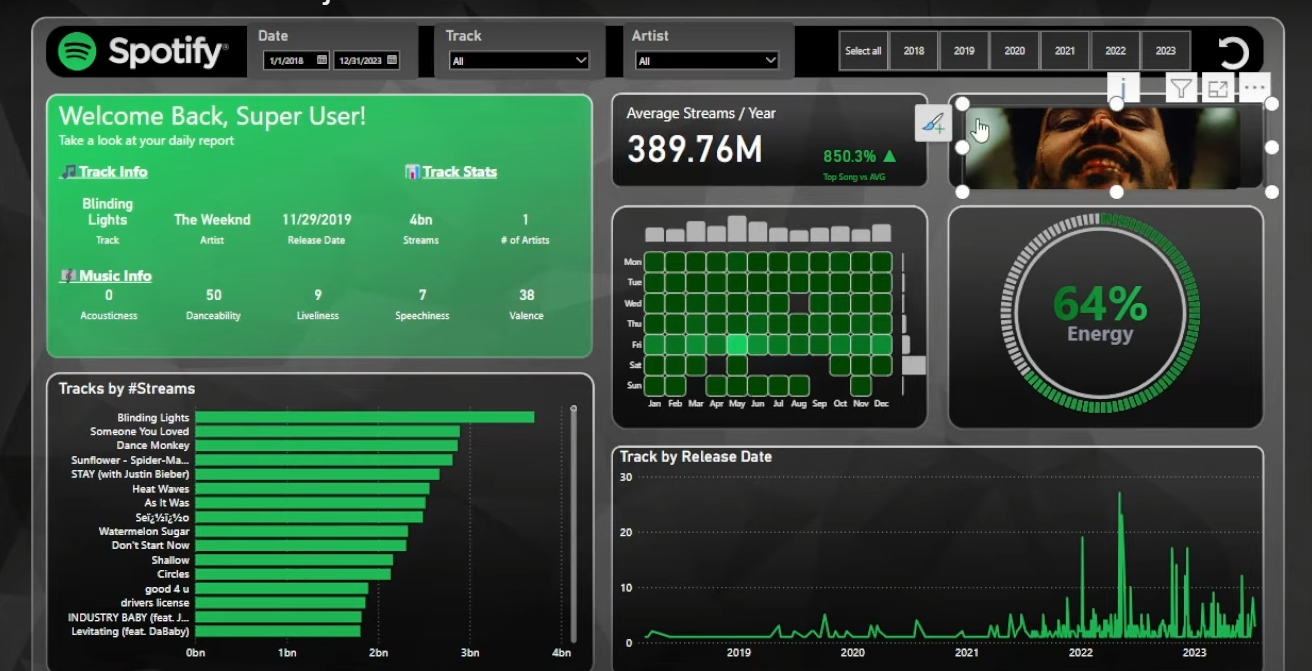 Spotify®
Date
1/1/2018
12/31/2023
Track
All
Artist
All
Select all
2018
2019
2020
2021
2022
2023
Welcome Back, Super User!
Take a look at your daily report
Track Info
Track Stats
Blinding
Lights
Track
The Weeknd
Artist
11/29/2019
Release Date
4bn
Streams
1
# of Artists
Music Info
0
Acousticness
50
Danceability
9
Liveliness
7
Speechiness
38
Valence
Average Streams / Year
389.76M
850.3%
Top Song vs AVG
Mon
Tue
Wed
Thu
Fri
Sat
Sun
Jan Feb Mar Apr May Jun Jul Aug Sep Oct Nov Dec
64%
Energy
Tracks by #Streams
Blinding Lights
Someone You Loved
Dance Monkey
Sunflower - Spider-Ma...
STAY (with Justin Bieber)
Heat Waves
As It Was
Seï¿½ï¿½o
Watermelon Sugar
Don't Start Now
Shallow
Circles
good 4 u
drivers license
INDUSTRY BABY (feat. J...
Levitating (feat. DaBaby)
0bn 1bn 2bn 3bn 4bn
Track by Release Date
30
20
10
0
2019 2020 2021 2022 2023